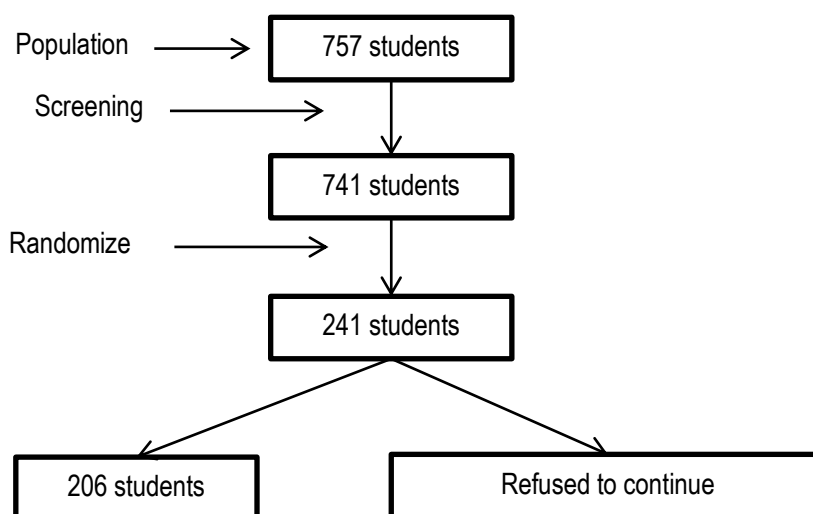 Population
757 students
Screening
741 students
Randomize
241 students
206 students
Refused to continue